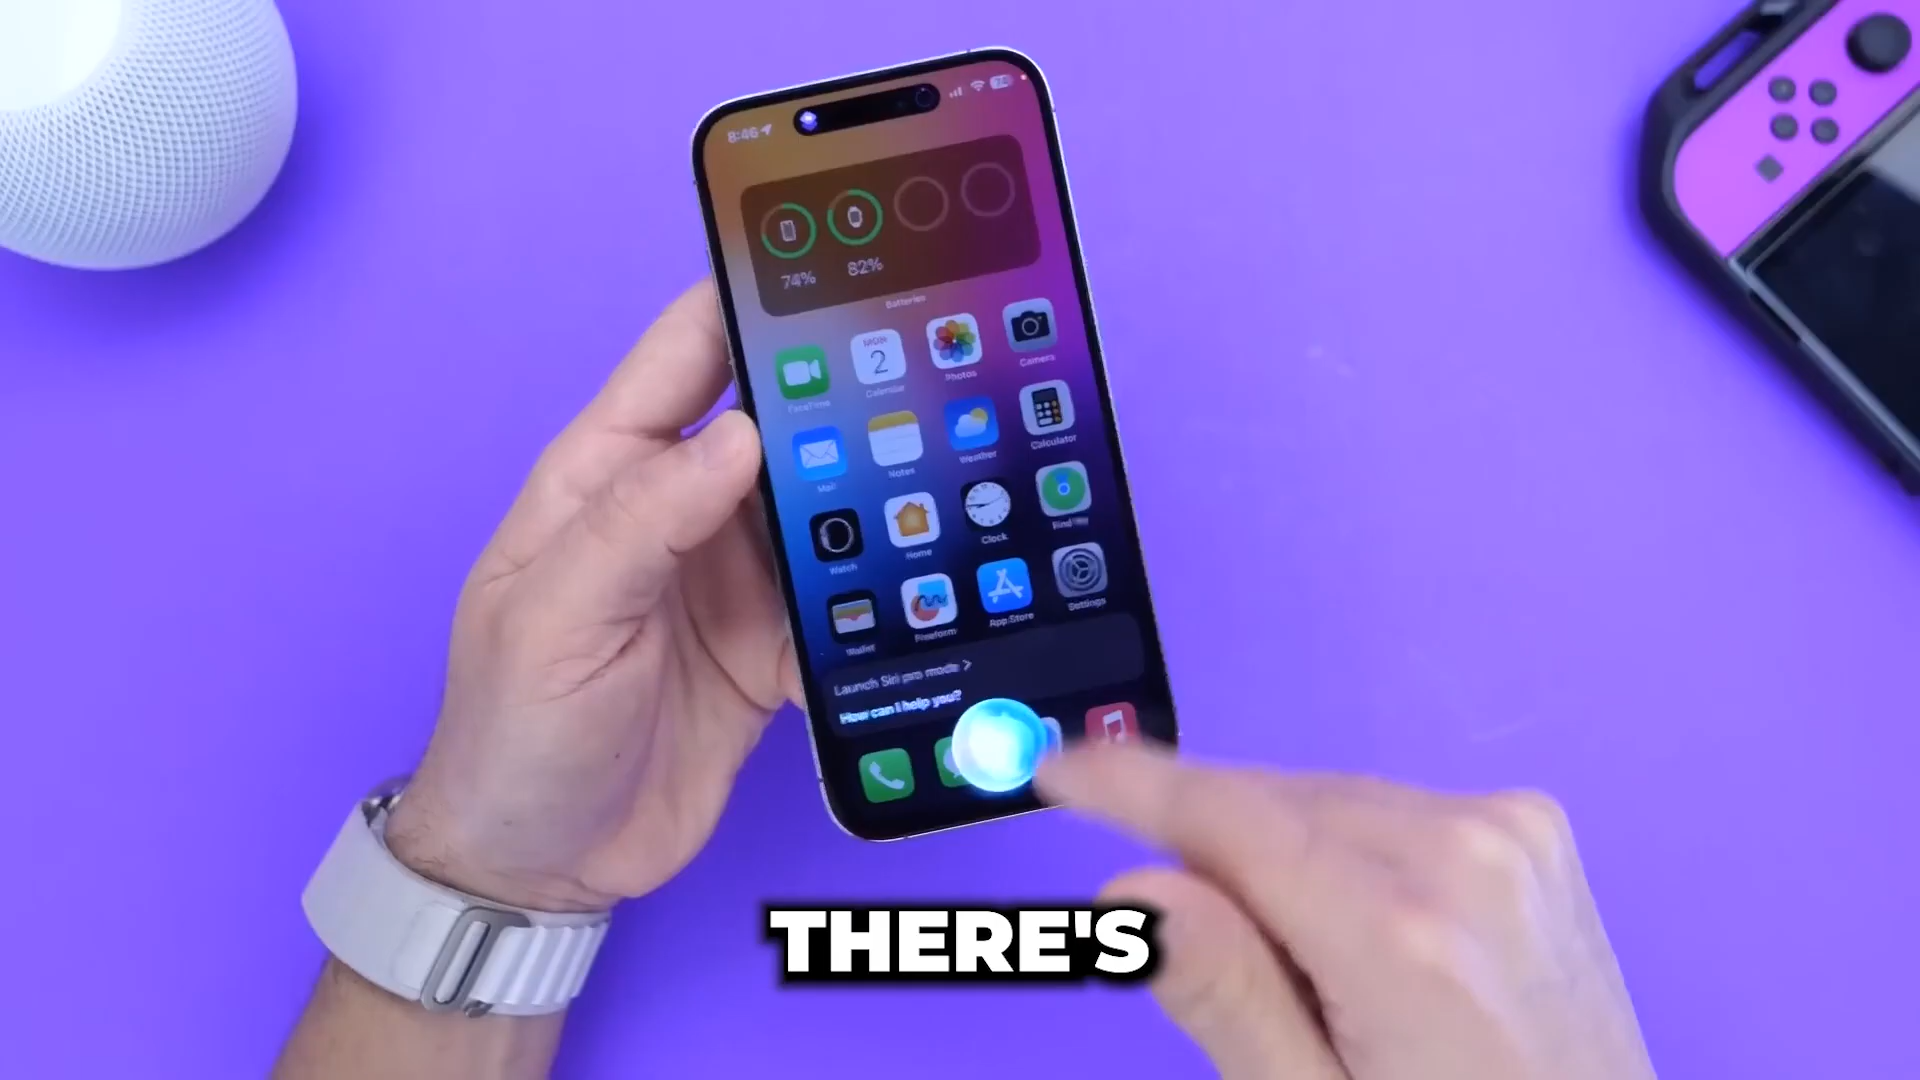 8:46
74
74%
82%
Batteries
FaceTime
MON
2
Calendar
Photos
Camera
Mail
Notes
Weather
Calculator
Watch
Home
Clock
Find My
Wallet
Freeform
App Store
Settings
Launch Siri pro mode >
How can I help you?
THERE'S